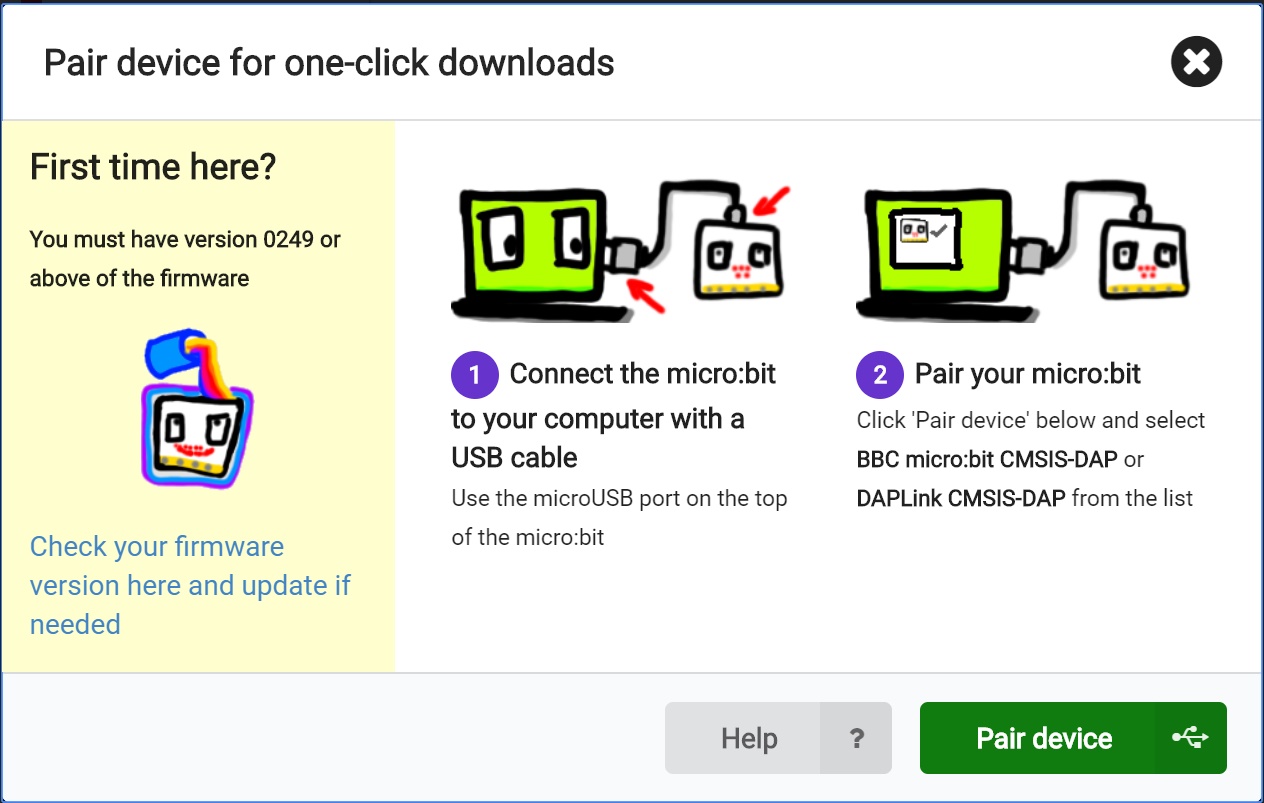 Pair device for one-click downloads
First time here?
You must have version 0249 or
above of the firmware
Check your firmware
version here and update if
needed
1 Connect the micro:bit
to your computer with a
USB cable
Use the microUSB port on the top
of the micro:bit
2 Pair your micro:bit
Click 'Pair device' below and select
BBC micro:bit CMSIS-DAP or
DAPLink CMSIS-DAP from the list
Help ?
Pair device